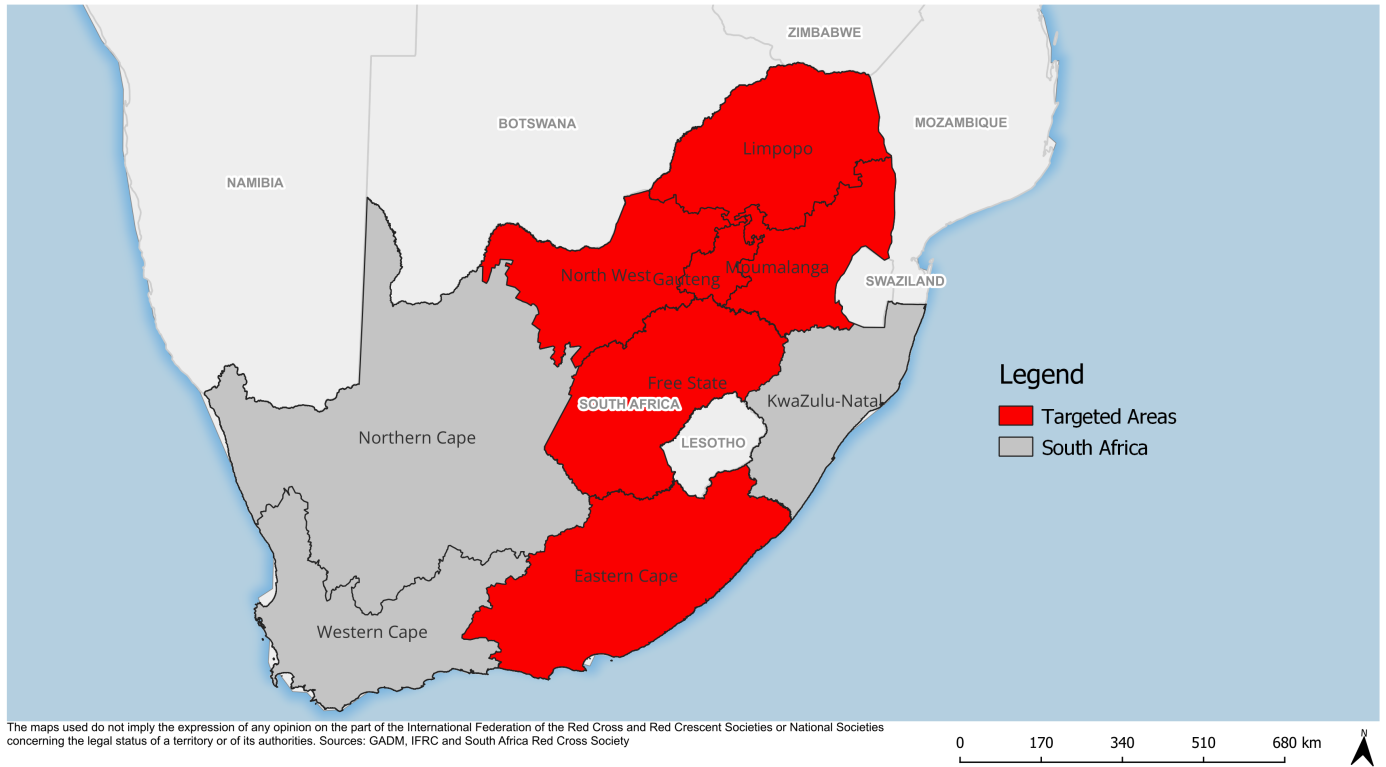 ZIMBABWE
BOTSWANA
MOZAMBIQUE
Limpopo
NAMIBIA
North West
Gauteng
Mpumalanga
SWAZILAND
Free State
SOUTH AFRICA
KwaZulu-Natal
LESOTHO
Northern Cape
Eastern Cape
Western Cape
Legend
Targeted Areas
South Africa
The maps used do not imply the expression of any opinion on the part of the International Federation of the Red Cross and Red Crescent Societies or National Societies
concerning the legal status of a territory or of its authorities. Sources: GADM, IFRC and South Africa Red Cross Society
0 170 340 510 680 km
N